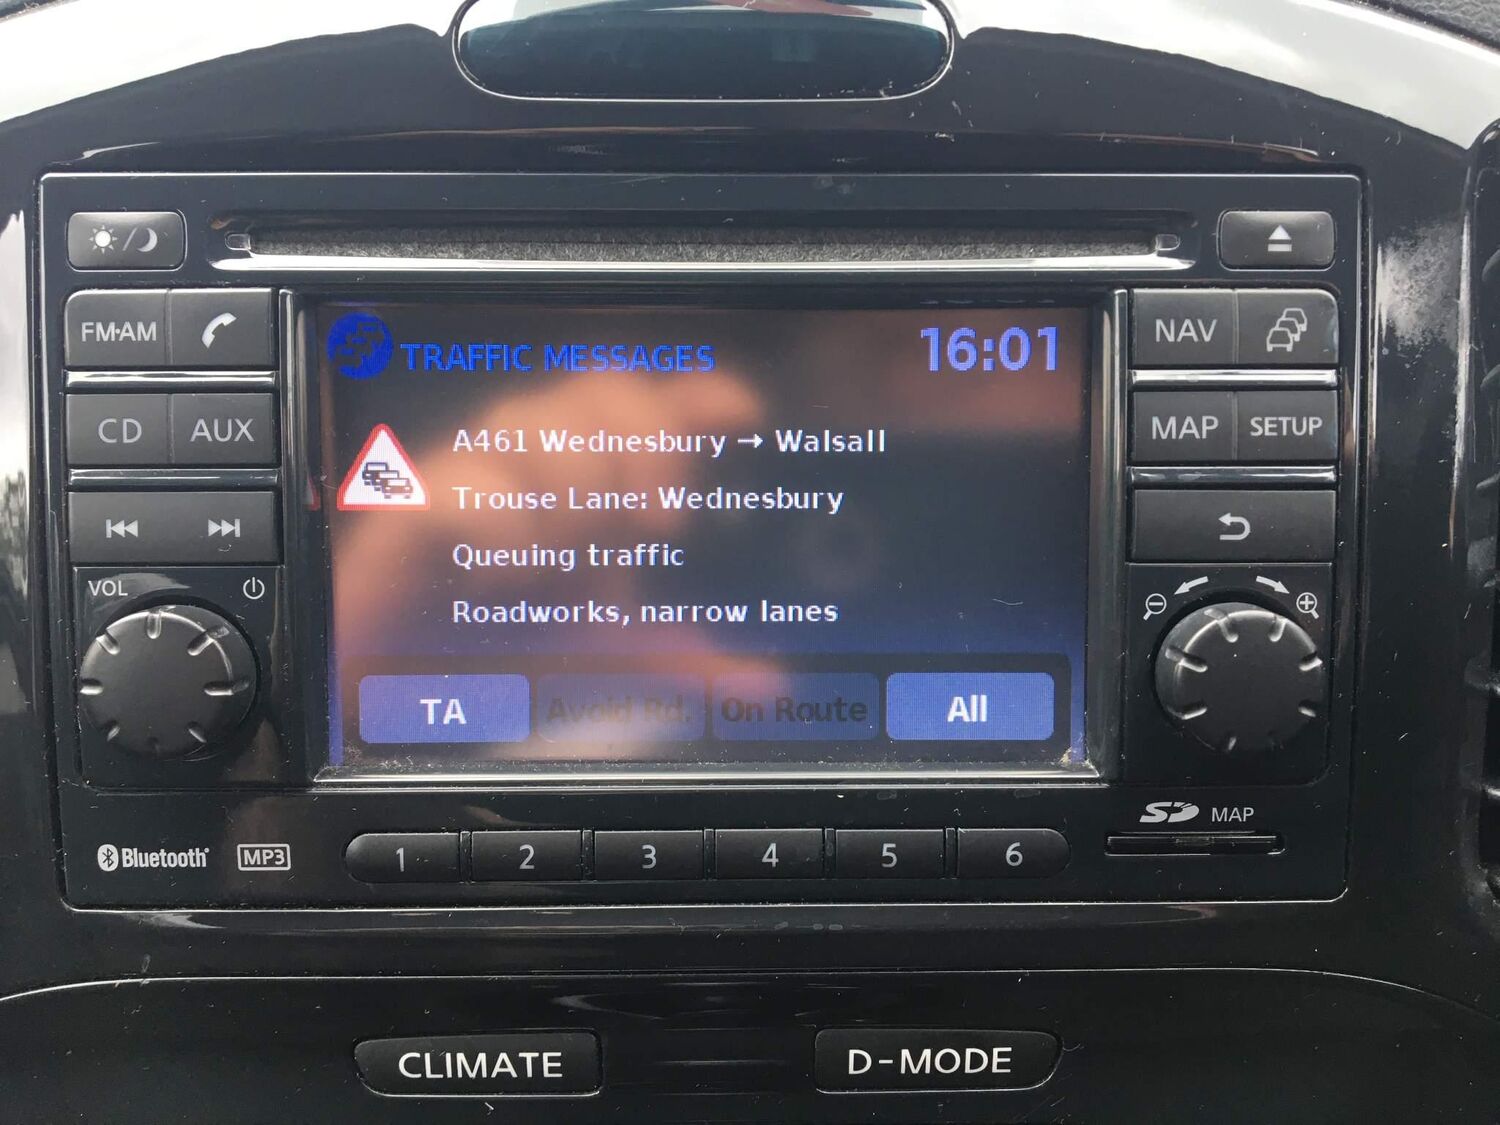 FM·AM
CD
AUX
VOL
TRAFFIC MESSAGES
16:01
A461 Wednesbury → Walsall
Trouse Lane: Wednesbury
Queuing traffic
Roadworks, narrow lanes
TA
Avoid Rd.
On Route
All
NAV
MAP
SETUP
SD MAP
Bluetooth
MP3
1
2
3
4
5
6
CLIMATE
D-MODE